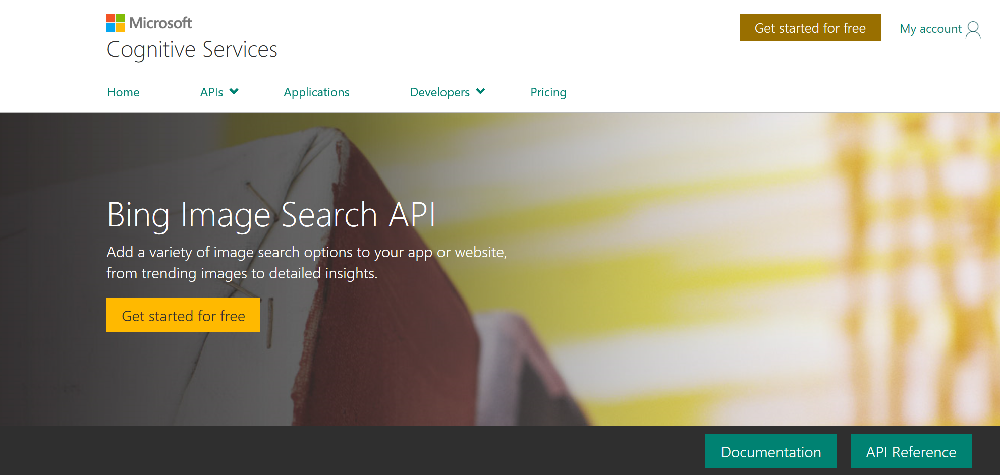 Microsoft
Cognitive Services
Get started for free
My account
Home
APIs
Applications
Developers
Pricing
Bing Image Search API
Add a variety of image search options to your app or website,
from trending images to detailed insights.
Get started for free
Documentation
API Reference